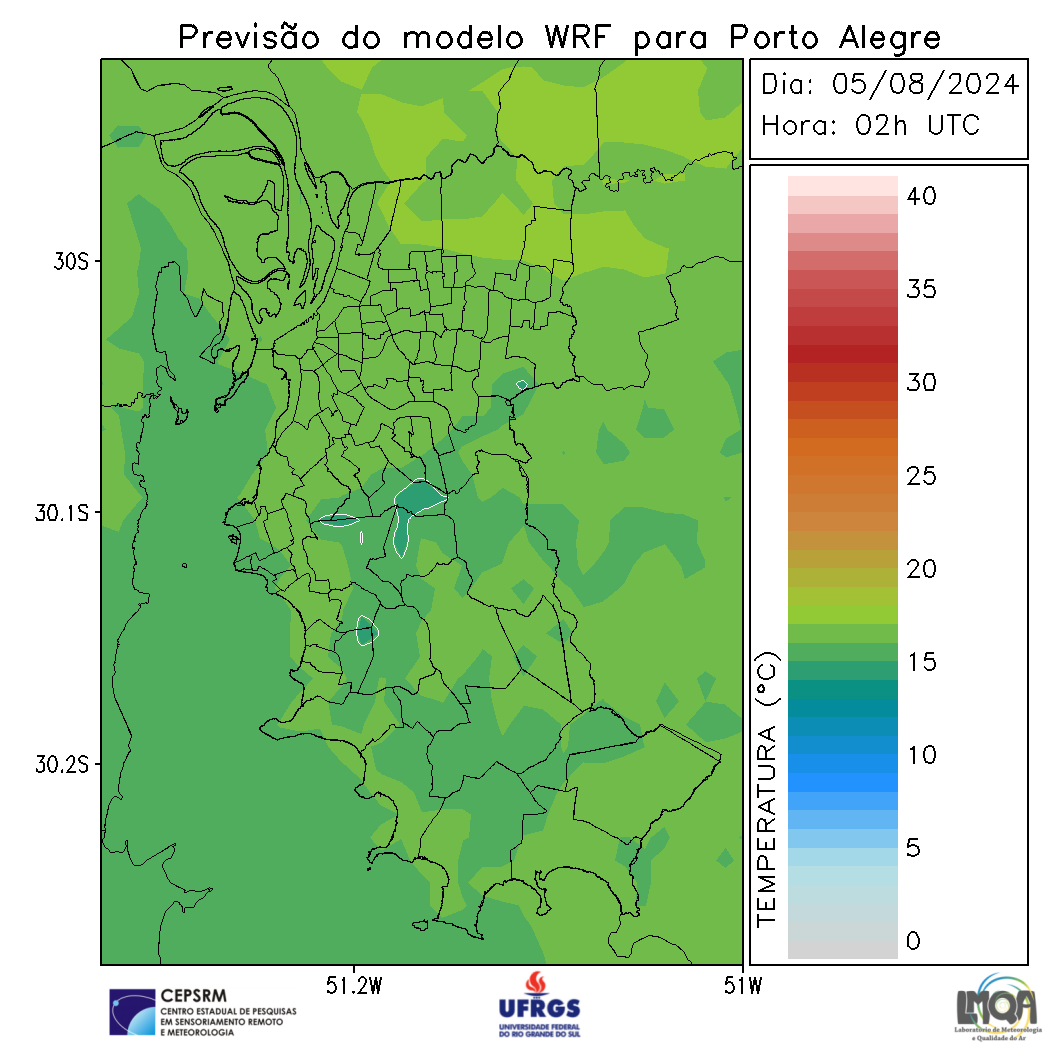 Previsão do modelo WRF para Porto Alegre
Dia: 05/08/2024
Hora: 02h UTC
40
35
30
25
20
15
10
5
0
TEMPERATURA (°C)
30S
30.1S
30.2S
51.2W
51W
CEPSRM
CENTRO ESTADUAL DE PESQUISAS
EM SENSORIAMENTO REMOTO
E METEOROLOGIA
UFRGS
UNIVERSIDADE FEDERAL
DO RIO GRANDE DO SUL
LMQA
Laboratório de Meteorologia
e Qualidade do Ar